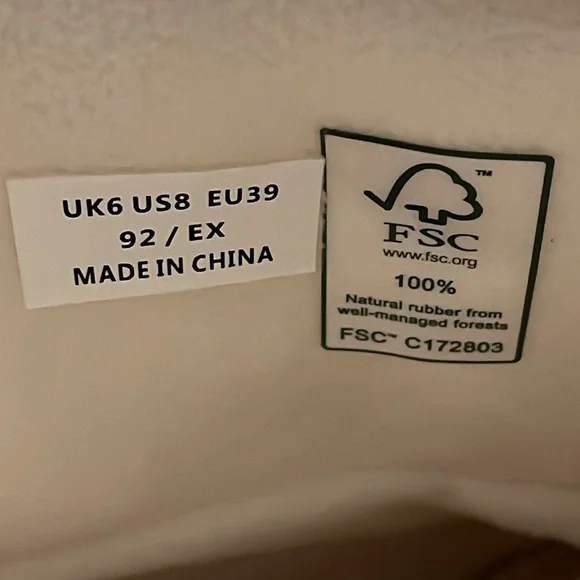 UK6 US8 EU39
92 / EX
MADE IN CHINA
™
FSC
www.fsc.org
100%
Natural rubber from
well-managed forests
FSC™ C172803